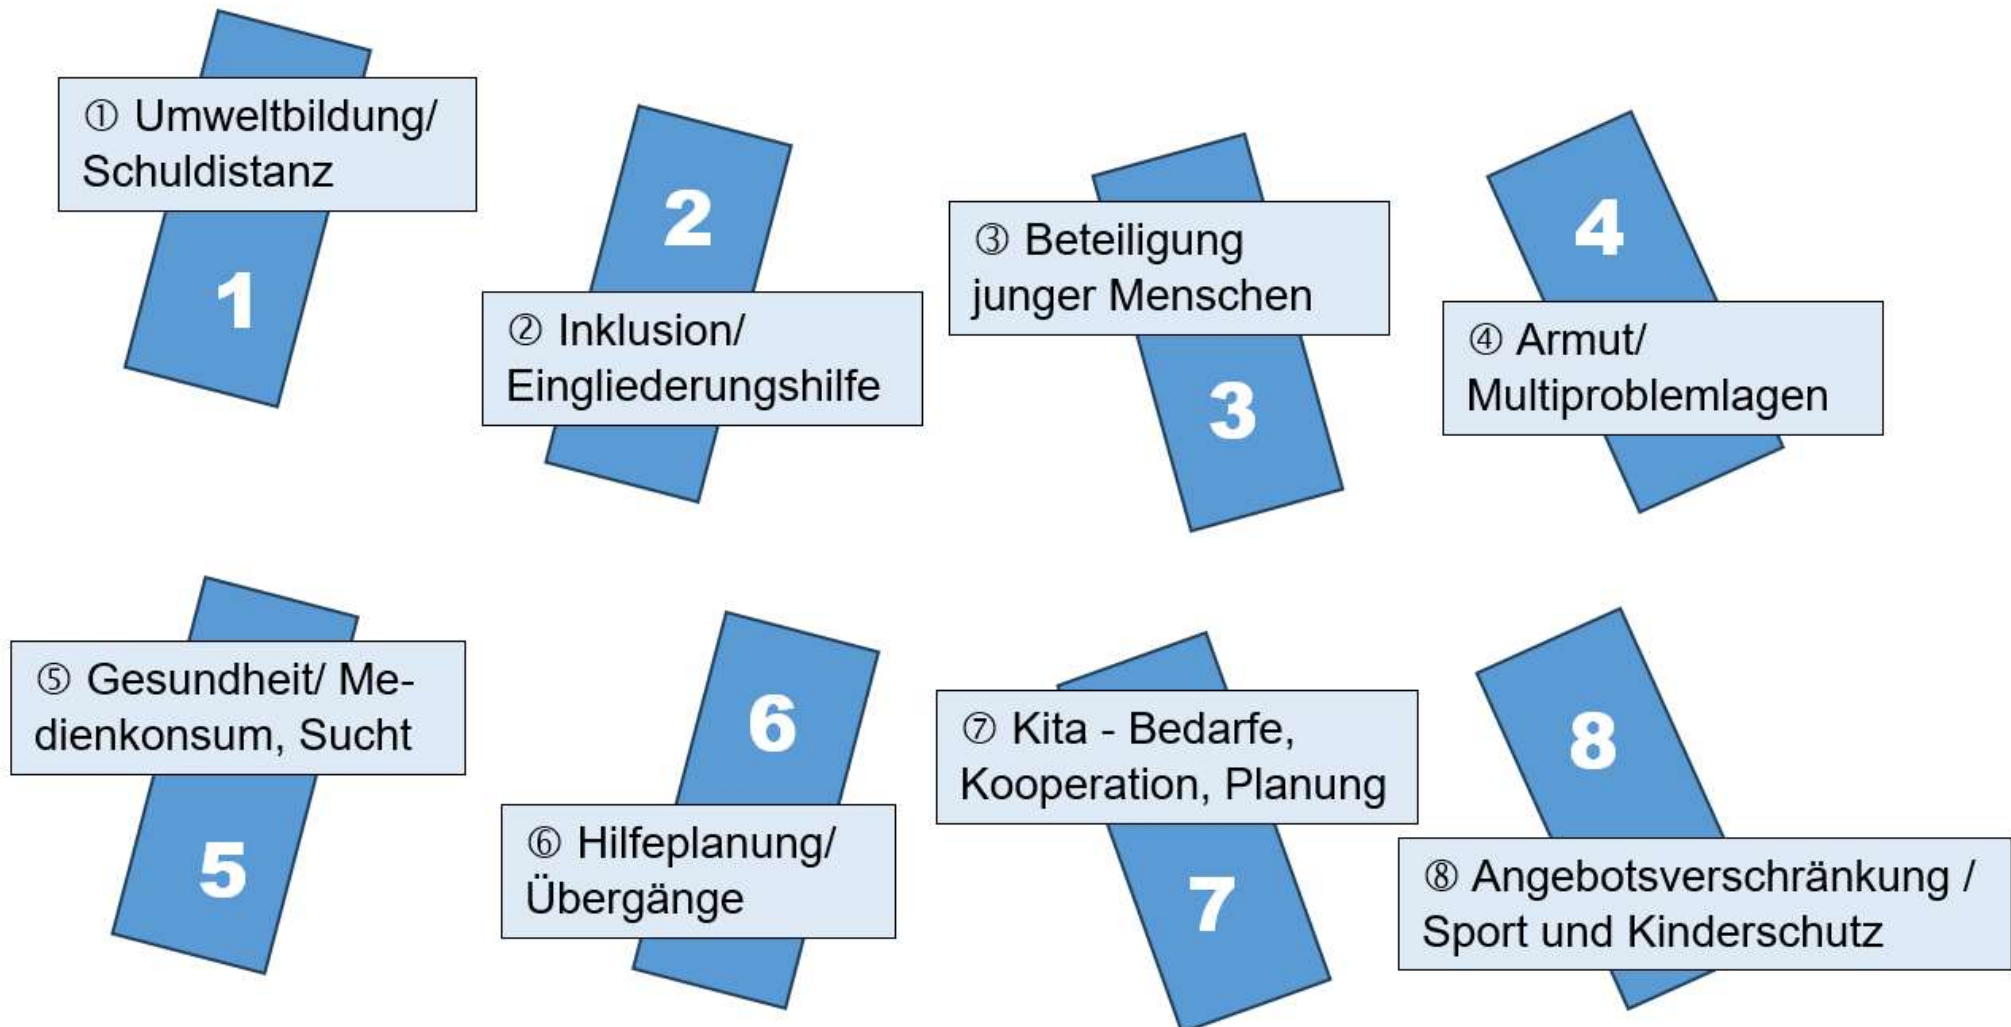 ① Umweltbildung/
Schuldistanz
1
2
② Inklusion/
Eingliederungshilfe
③ Beteiligung
junger Menschen
3
4
④ Armut/
Multiproblemlagen
⑤ Gesundheit/ Me-
dienkonsum, Sucht
5
6
⑥ Hilfeplanung/
Übergänge
⑦ Kita - Bedarfe,
Kooperation, Planung
7
8
⑧ Angebotsverschränkung /
Sport und Kinderschutz